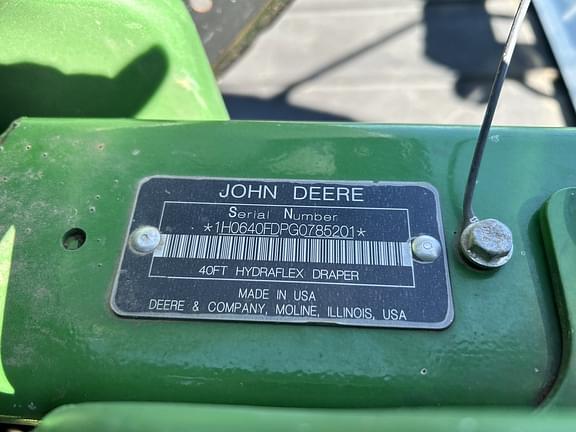 JOHN DEERE
Serial Number
*1H0640FDPG0785201*
40FT HYDRAFLEX DRAPER
MADE IN USA
DEERE & COMPANY, MOLINE, ILLINOIS, USA